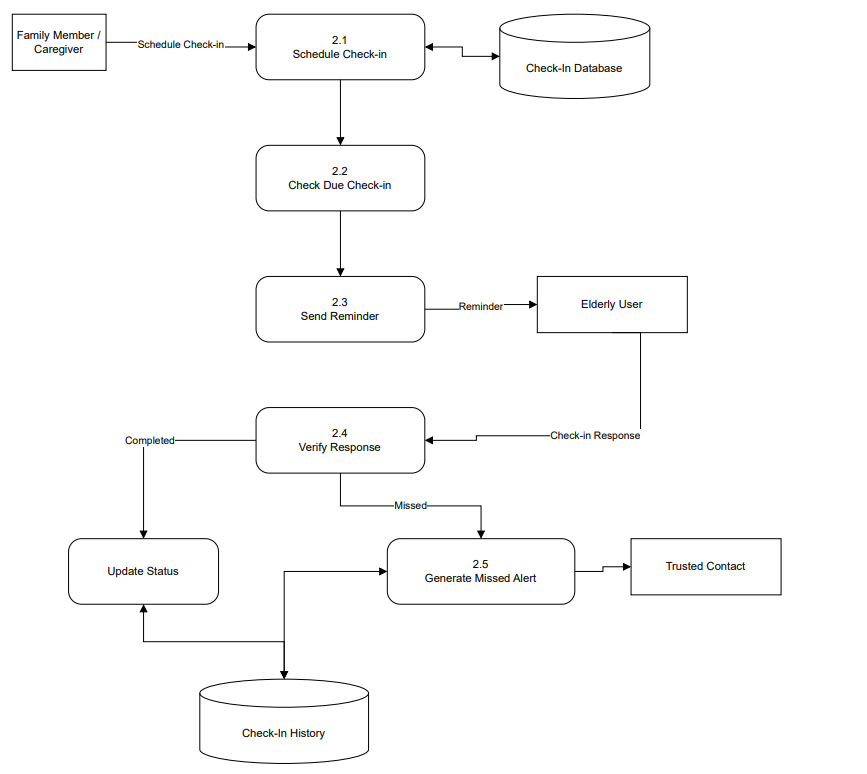 Family Member /
Caregiver
Schedule Check-in
2.1
Schedule Check-in
Check-In Database
2.2
Check Due Check-in
2.3
Send Reminder
Reminder
Elderly User
2.4
Verify Response
Completed
Check-in Response
Missed
Update Status
2.5
Generate Missed Alert
Trusted Contact
Check-In History